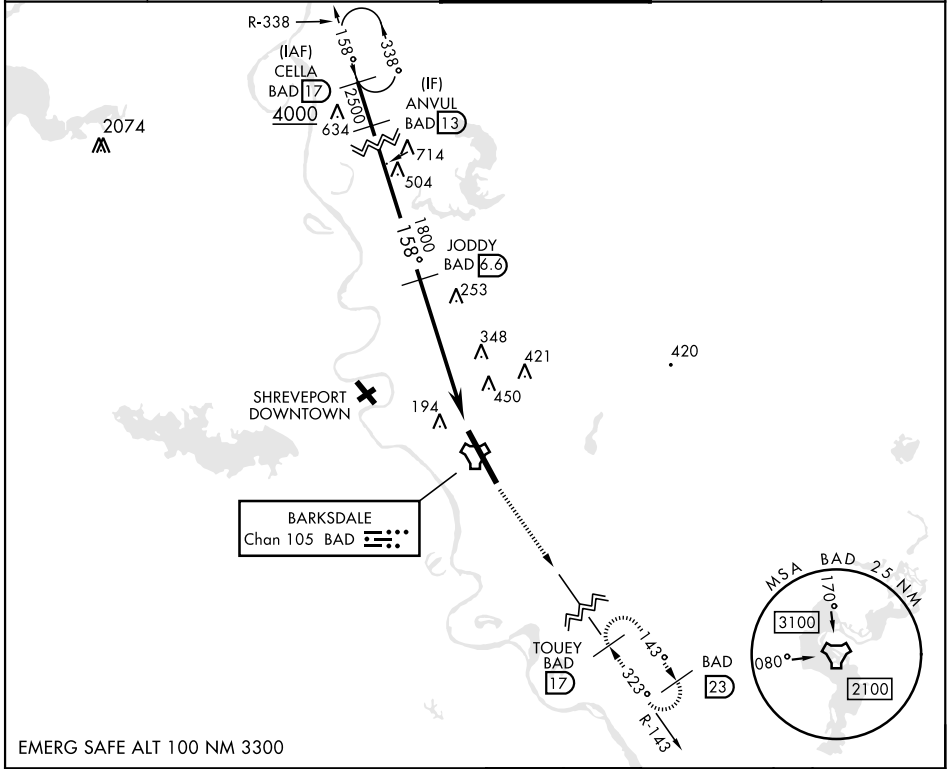 R-338
158°
338°
(IAF)
CELLA
BAD 17
4000
2500
634
(IF)
ANVUL
BAD 13
2074
714
504
1800
158°
JODDY
BAD 6.6
253
348
421
420
450
SHREVEPORT
DOWNTOWN
194
BARKSDALE
Chan 105 BAD
MSA BAD 25 NM
170°
3100
080°
2100
TOUEY
BAD
17
143°
323°
BAD
23
R-143
EMERG SAFE ALT 100 NM 3300